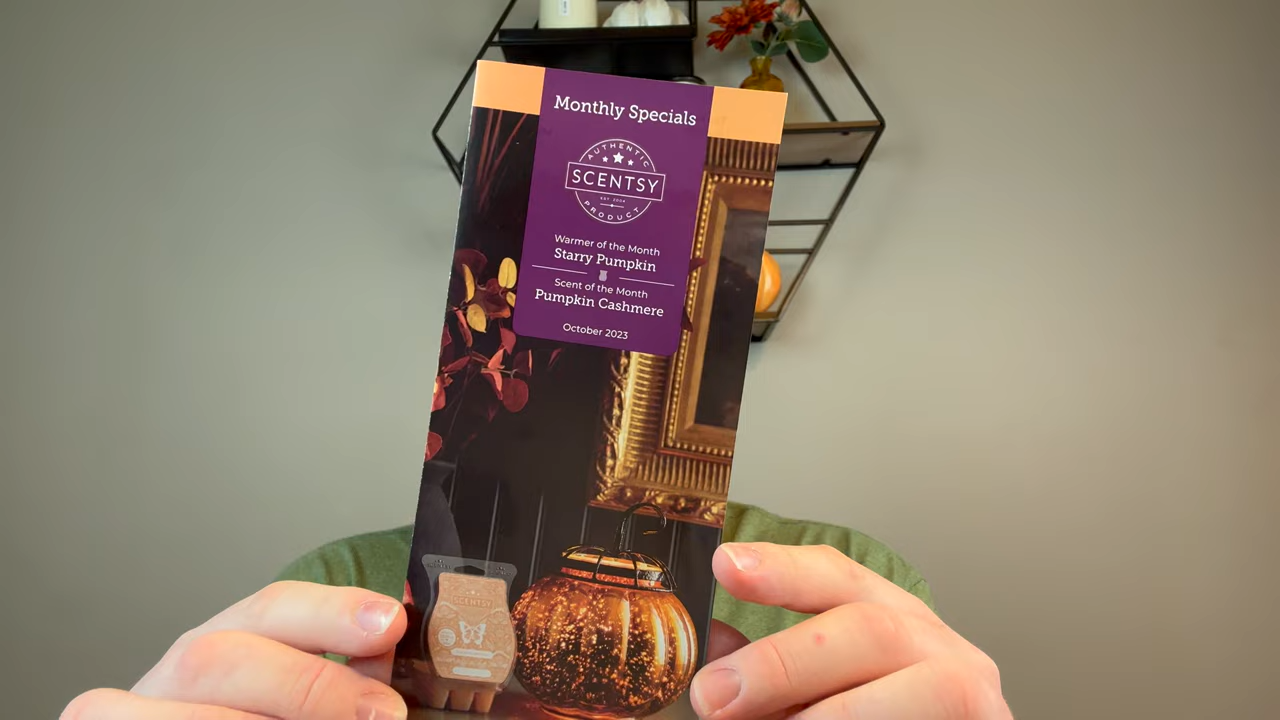 Monthly Specials
AUTHENTIC
SCENTSY
EST. 2004
PRODUCT
Warmer of the Month
Starry Pumpkin
Scent of the Month
Pumpkin Cashmere
October 2023
SCENTSY